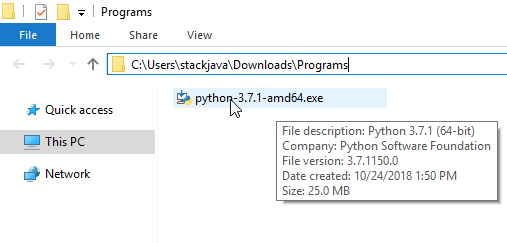 Programs
File
Home
Share
View
C:\Users\stackjava\Downloads\Programs
Quick access
python-3.7.1-amd64.exe
This PC
Network
File description: Python 3.7.1 (64-bit)
Company: Python Software Foundation
File version: 3.7.1150.0
Date created: 10/24/2018 1:50 PM
Size: 25.0 MB